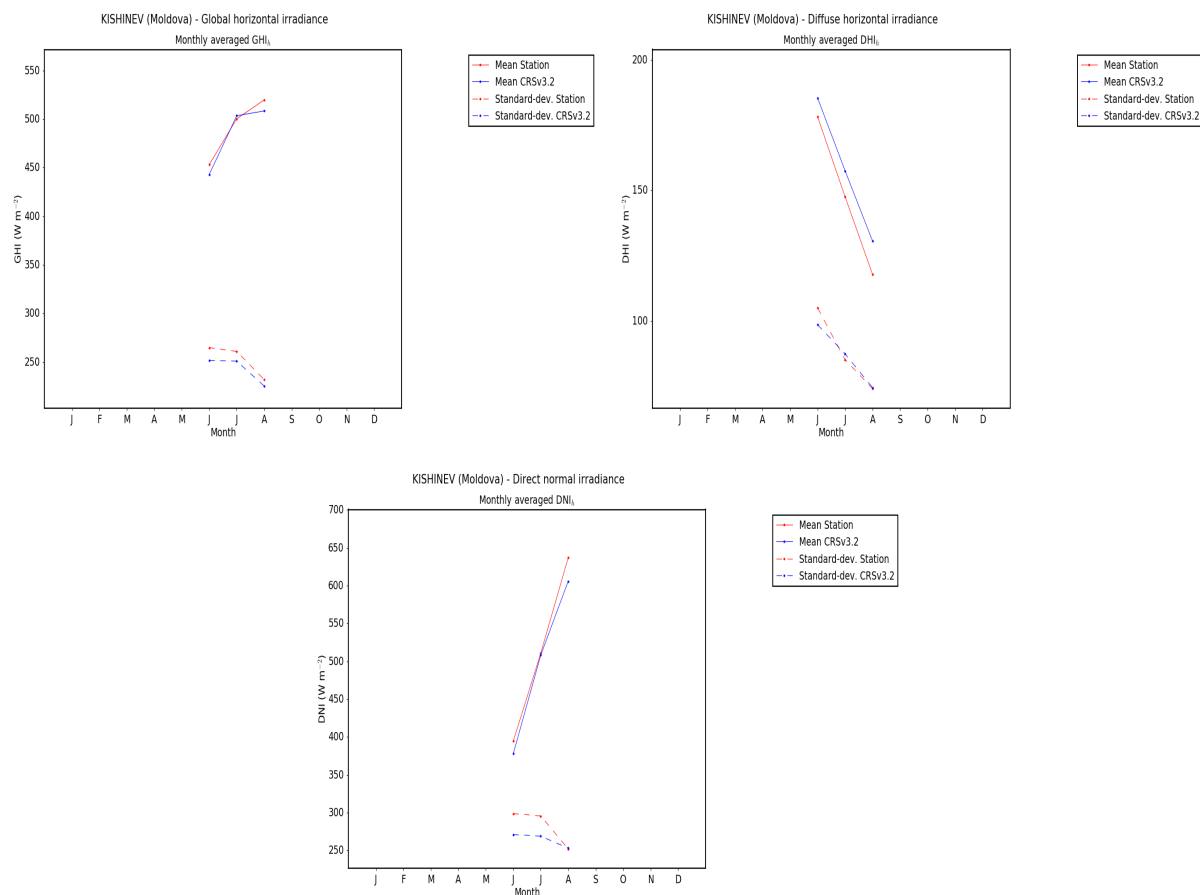 KISHINEV (Moldova) - Global horizontal irradiance
Monthly averaged GHIₕ
GHI (W m⁻²)
550
500
450
400
350
300
250
J F M A M J J A S O N D
Month
Mean Station
Mean CRSv3.2
Standard-dev. Station
Standard-dev. CRSv3.2
KISHINEV (Moldova) - Diffuse horizontal irradiance
Monthly averaged DHIₕ
DHI (W m⁻²)
200
150
100
J F M A M J J A S O N D
Month
Mean Station
Mean CRSv3.2
Standard-dev. Station
Standard-dev. CRSv3.2
KISHINEV (Moldova) - Direct normal irradiance
Monthly averaged DNIₕ
DNI (W m⁻²)
700
650
600
550
500
450
400
350
300
250
J F M A M J J A S O N D
Month
Mean Station
Mean CRSv3.2
Standard-dev. Station
Standard-dev. CRSv3.2